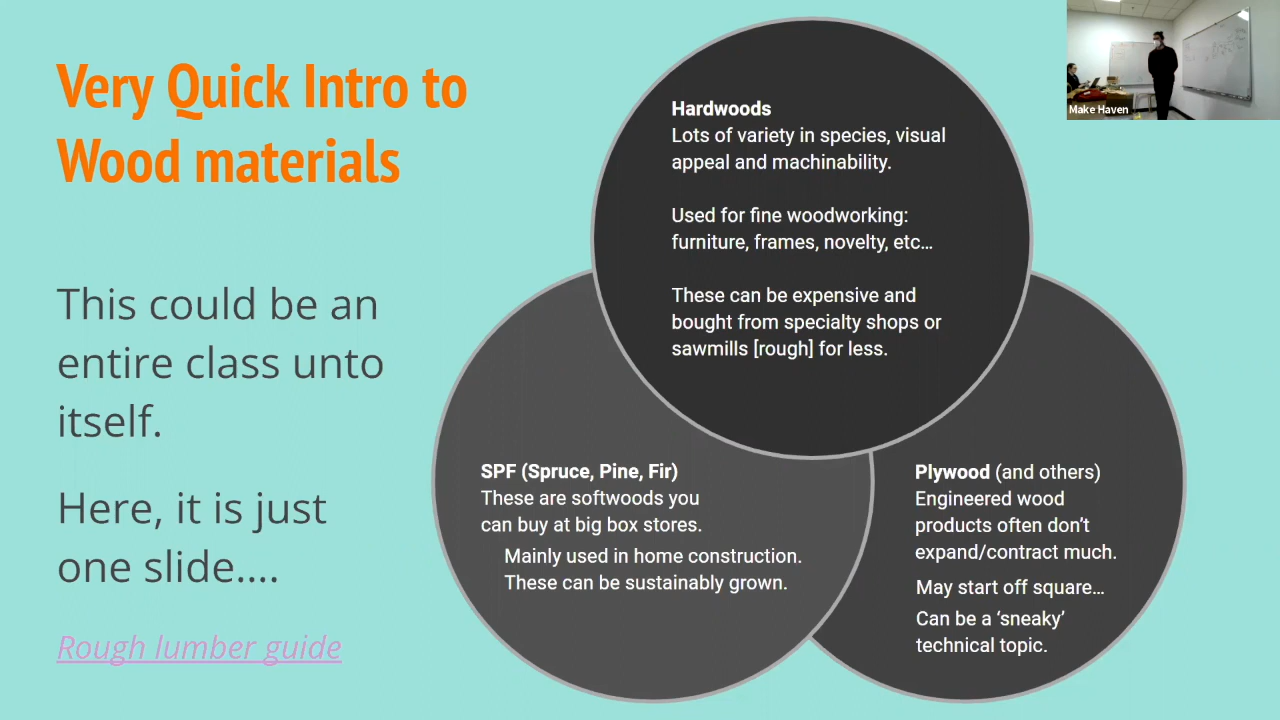 Very Quick Intro to
Wood materials
This could be an
entire class unto
itself.
Here, it is just
one slide....
Rough lumber guide
Hardwoods
Lots of variety in species, visual
appeal and machinability.
Used for fine woodworking:
furniture, frames, novelty, etc…
These can be expensive and
bought from specialty shops or
sawmills [rough] for less.
SPF (Spruce, Pine, Fir)
These are softwoods you
can buy at big box stores.
Mainly used in home construction.
These can be sustainably grown.
Plywood (and others)
Engineered wood
products often don’t
expand/contract much.
May start off square…
Can be a ‘sneaky’
technical topic.
Make Haven